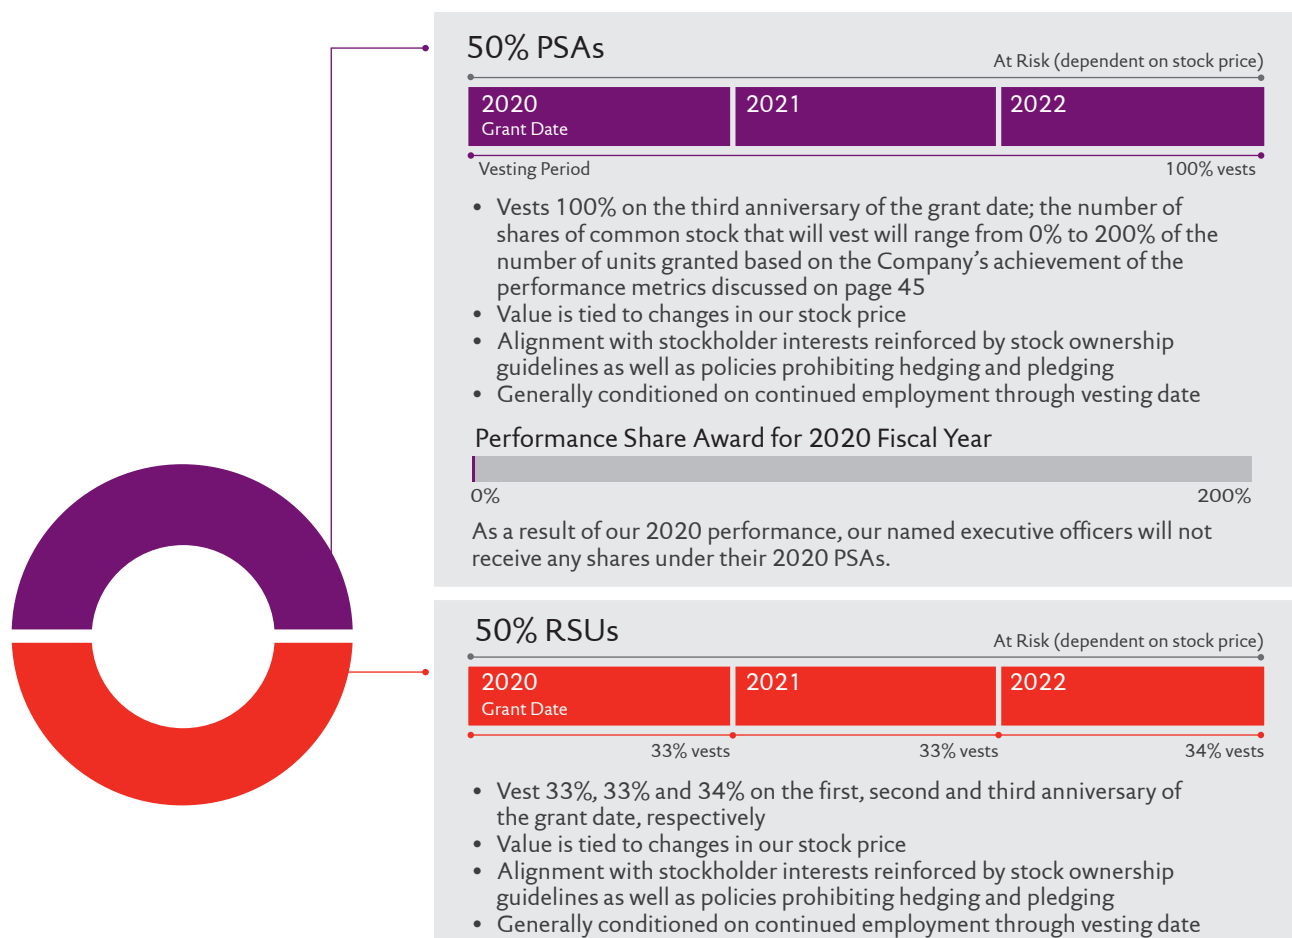 50% PSAs
At Risk (dependent on stock price)
2020
Grant Date
2021
2022
Vesting Period
100% vests
• Vests 100% on the third anniversary of the grant date; the number of
shares of common stock that will vest will range from 0% to 200% of the
number of units granted based on the Company’s achievement of the
performance metrics discussed on page 45
• Value is tied to changes in our stock price
• Alignment with stockholder interests reinforced by stock ownership
guidelines as well as policies prohibiting hedging and pledging
• Generally conditioned on continued employment through vesting date
Performance Share Award for 2020 Fiscal Year
0%
200%
As a result of our 2020 performance, our named executive officers will not
receive any shares under their 2020 PSAs.
50% RSUs
At Risk (dependent on stock price)
2020
Grant Date
2021
2022
33% vests
33% vests
34% vests
• Vest 33%, 33% and 34% on the first, second and third anniversary of
the grant date, respectively
• Value is tied to changes in our stock price
• Alignment with stockholder interests reinforced by stock ownership
guidelines as well as policies prohibiting hedging and pledging
• Generally conditioned on continued employment through vesting date